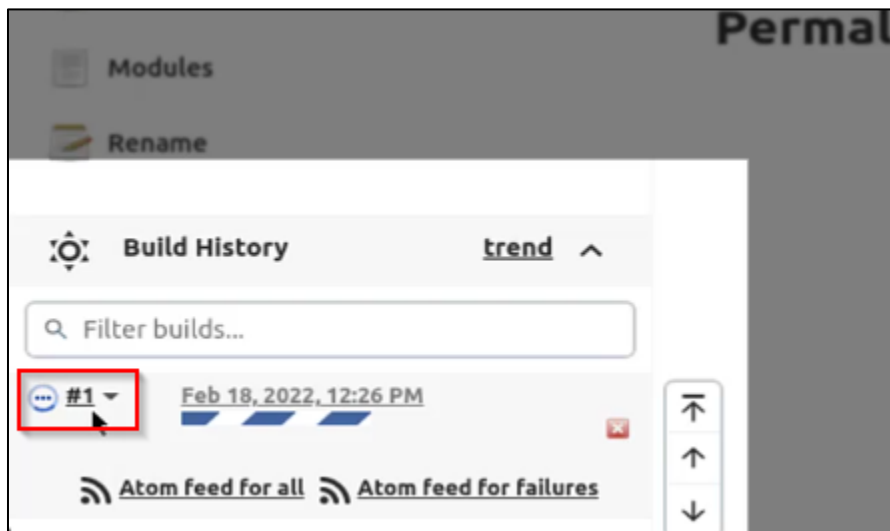 Permal
Modules
Rename
Build History trend
Filter builds...
#1 Feb 18, 2022, 12:26 PM
Atom feed for all Atom feed for failures